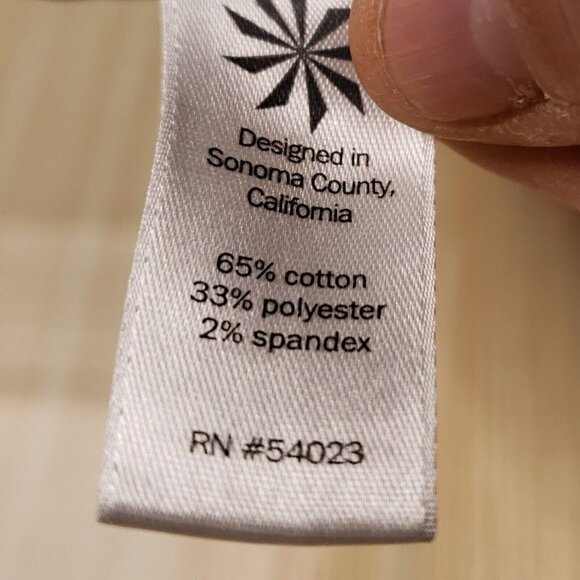 Designed in
Sonoma County,
California
65% cotton
33% polyester
2% spandex
RN #54023